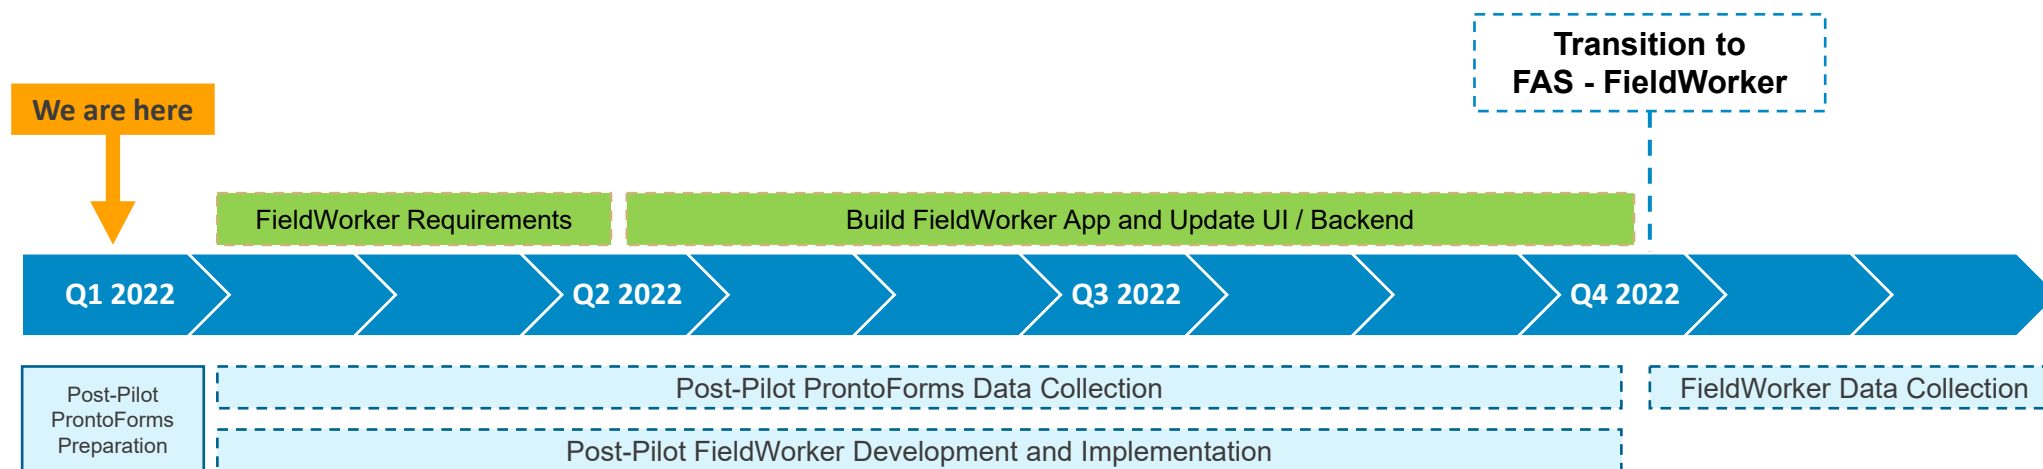 Transition to
FAS - FieldWorker
We are here
FieldWorker Requirements
Build FieldWorker App and Update UI / Backend
Q1 2022
Q2 2022
Q3 2022
Q4 2022
Post-Pilot
ProntoForms
Preparation
Post-Pilot ProntoForms Data Collection
FieldWorker Data Collection
Post-Pilot FieldWorker Development and Implementation